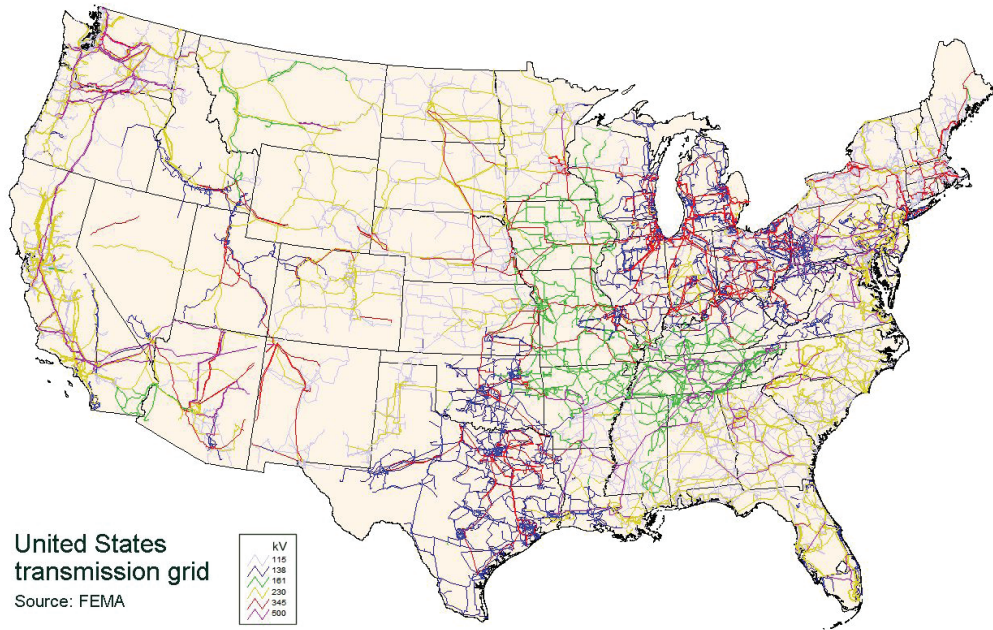 United States
transmission grid
Source: FEMA
kV
115
138
161
230
345
500